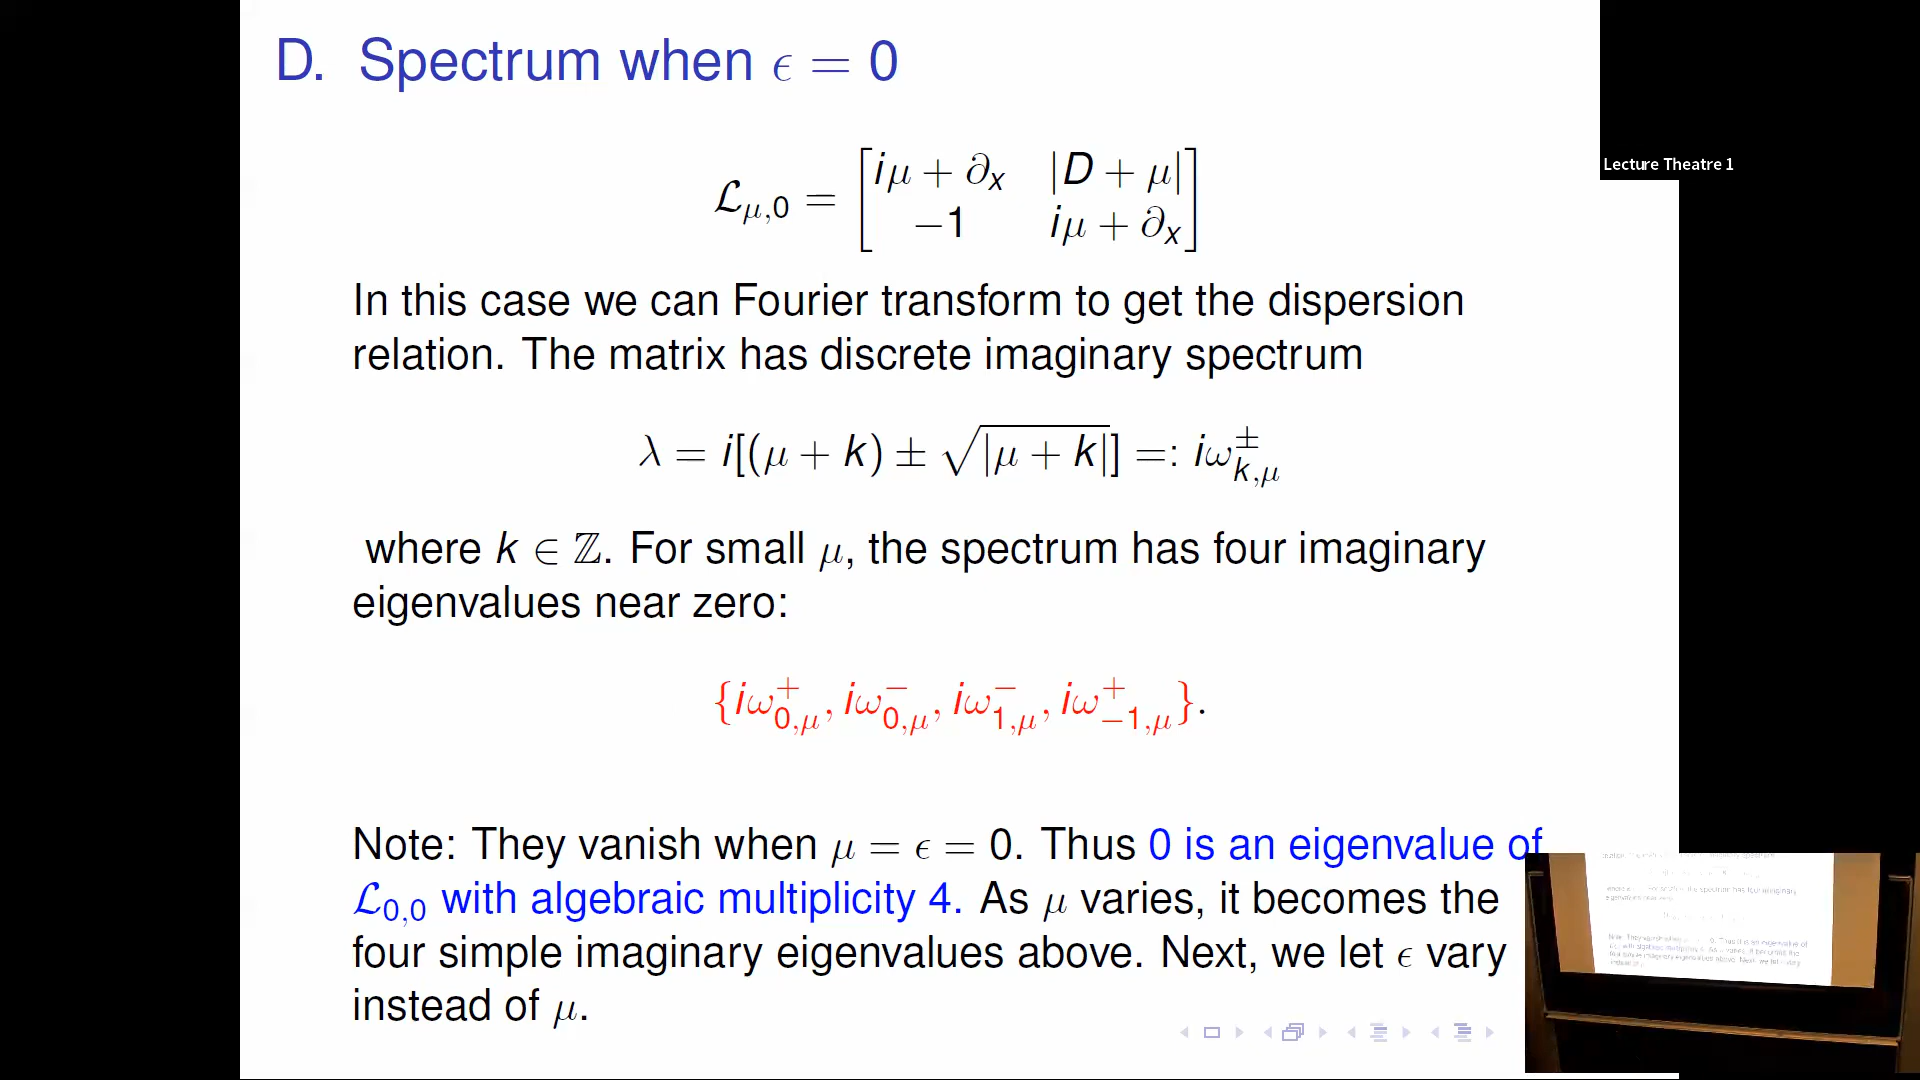 D. Spectrum when ϵ = 0
Lecture Theatre 1
ℒ_{μ,0} = [ iμ + ∂ₓ  |D + μ| ; −1  iμ + ∂ₓ ]
In this case we can Fourier transform to get the dispersion
relation. The matrix has discrete imaginary spectrum
λ = i[(μ + k) ± √|μ + k|] =: iω^±_{k,μ}
where k ∈ ℤ. For small μ, the spectrum has four imaginary
eigenvalues near zero:
{iω^+_{0,μ}, iω^−_{0,μ}, iω^−_{1,μ}, iω^+_{−1,μ}}.
Note: They vanish when μ = ϵ = 0. Thus 0 is an eigenvalue of
ℒ_{0,0} with algebraic multiplicity 4. As μ varies, it becomes the
four simple imaginary eigenvalues above. Next, we let ϵ vary
instead of μ.